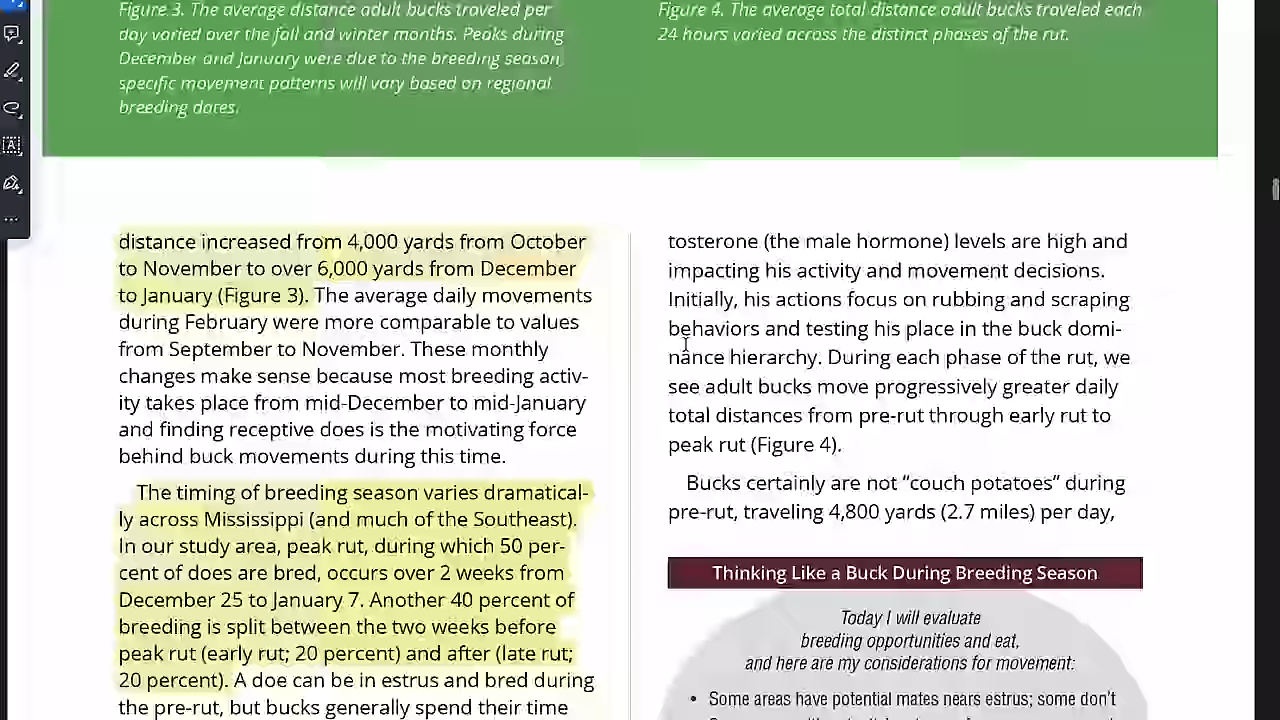 Figure 3. The average distance adult bucks traveled per
day varied over the fall and winter months. Peaks during
December and January were due to the breeding season;
specific movement patterns will vary based on regional
breeding dates.
Figure 4. The average total distance adult bucks traveled each
24 hours varied across the distinct phases of the rut.
distance increased from 4,000 yards from October
to November to over 6,000 yards from December
to January (Figure 3). The average daily movements
during February were more comparable to values
from September to November. These monthly
changes make sense because most breeding activ-
ity takes place from mid-December to mid-January
and finding receptive does is the motivating force
behind buck movements during this time.
The timing of breeding season varies dramatical-
ly across Mississippi (and much of the Southeast).
In our study area, peak rut, during which 50 per-
cent of does are bred, occurs over 2 weeks from
December 25 to January 7. Another 40 percent of
breeding is split between the two weeks before
peak rut (early rut; 20 percent) and after (late rut;
20 percent). A doe can be in estrus and bred during
the pre-rut, but bucks generally spend their time
tosterone (the male hormone) levels are high and
impacting his activity and movement decisions.
Initially, his actions focus on rubbing and scraping
behaviors and testing his place in the buck domi-
nance hierarchy. During each phase of the rut, we
see adult bucks move progressively greater daily
total distances from pre-rut through early rut to
peak rut (Figure 4).
Bucks certainly are not “couch potatoes” during
pre-rut, traveling 4,800 yards (2.7 miles) per day,
Thinking Like a Buck During Breeding Season
Today I will evaluate
breeding opportunities and eat,
and here are my considerations for movement:
• Some areas have potential mates nears estrus; some don't